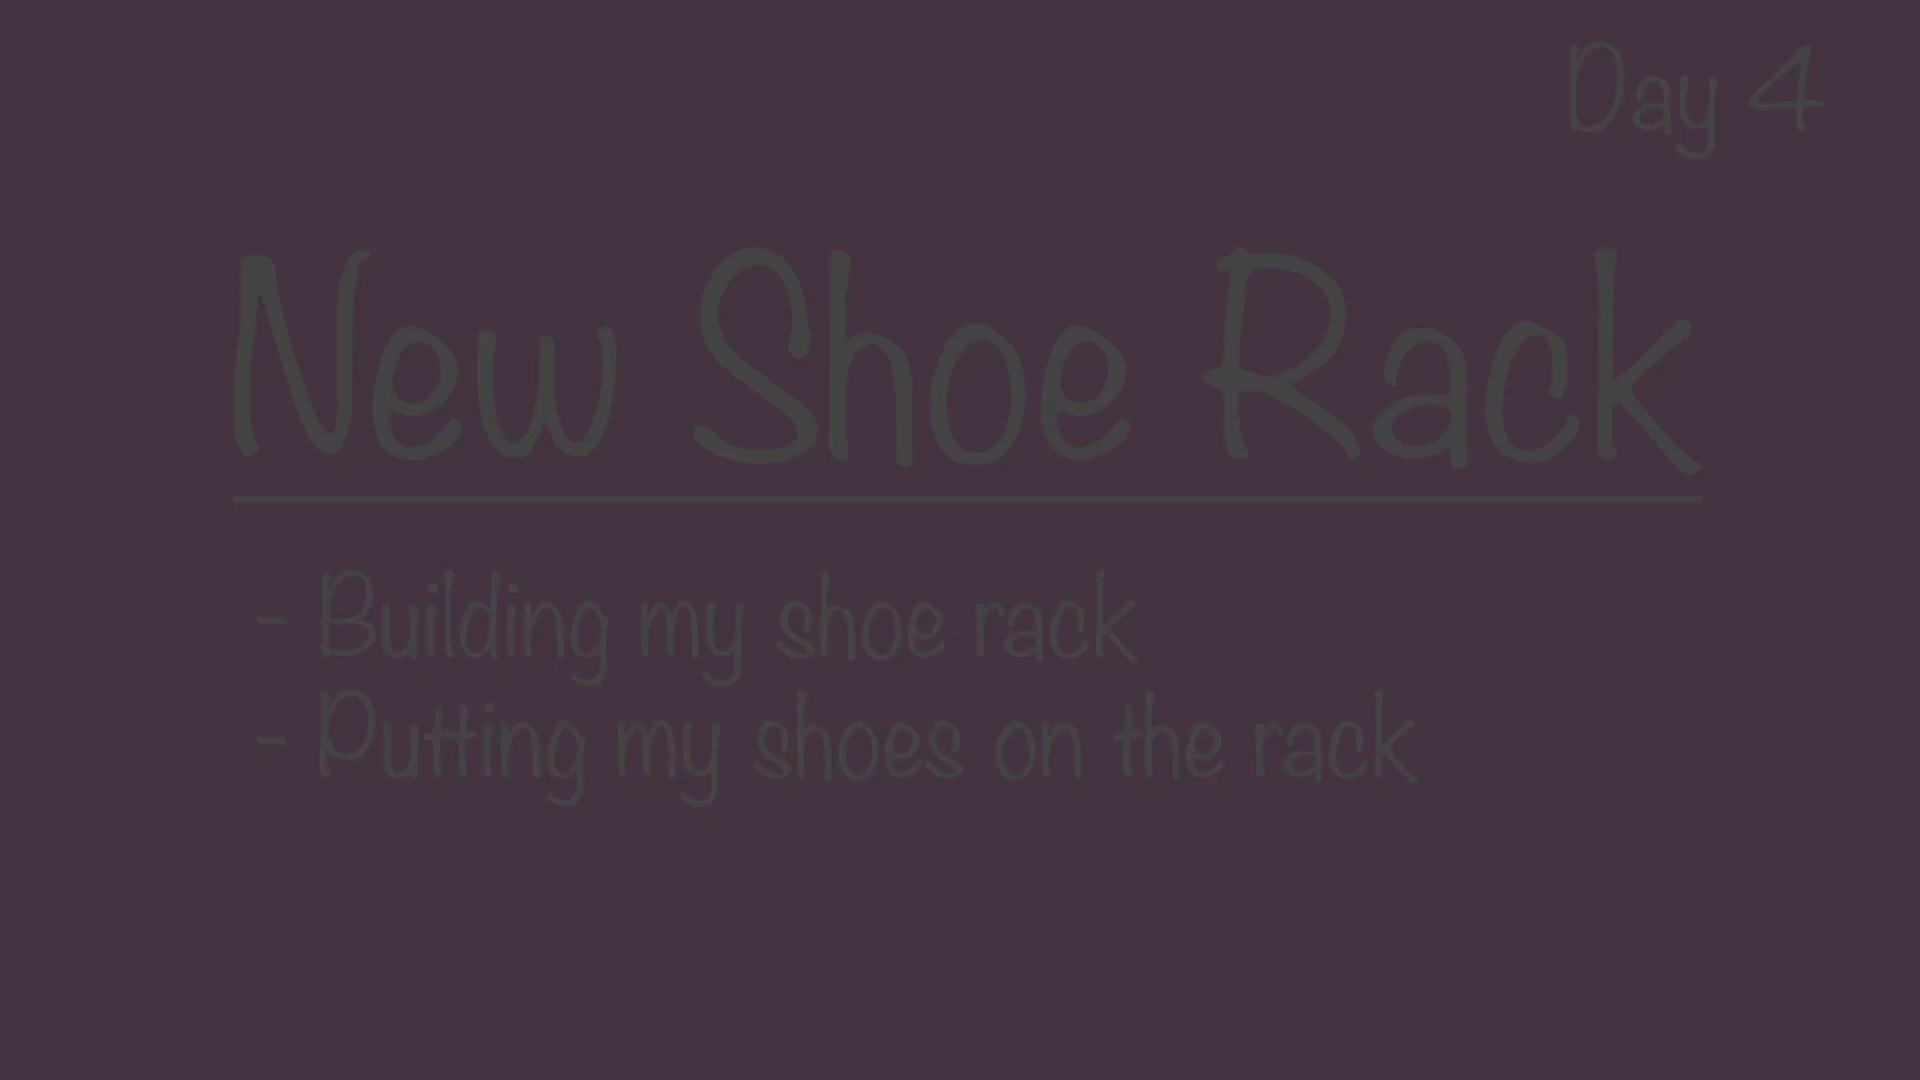 Day 4
New Shoe Rack
- Building my shoe rack
- Putting my shoes on the rack